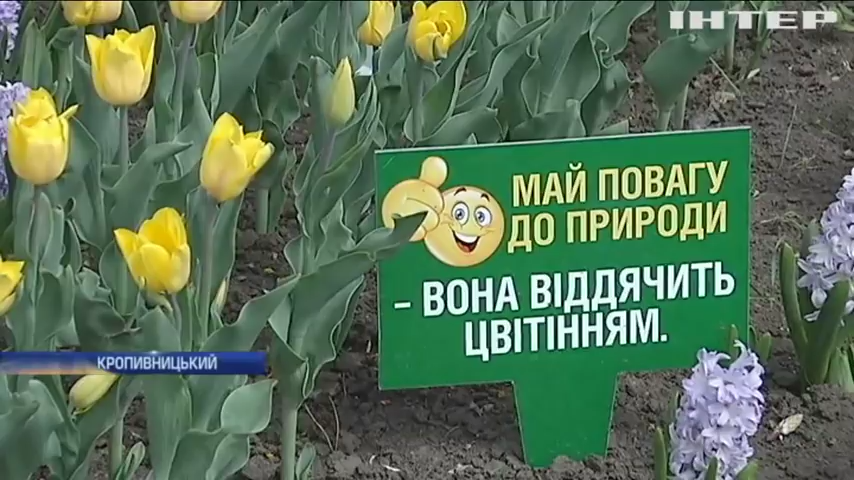 ІНТЕР
МАЙ ПОВАГУ
ДО ПРИРОДИ
– ВОНА ВІДДЯЧИТЬ
ЦВІТІННЯМ.
КРОПИВНИЦЬКИЙ